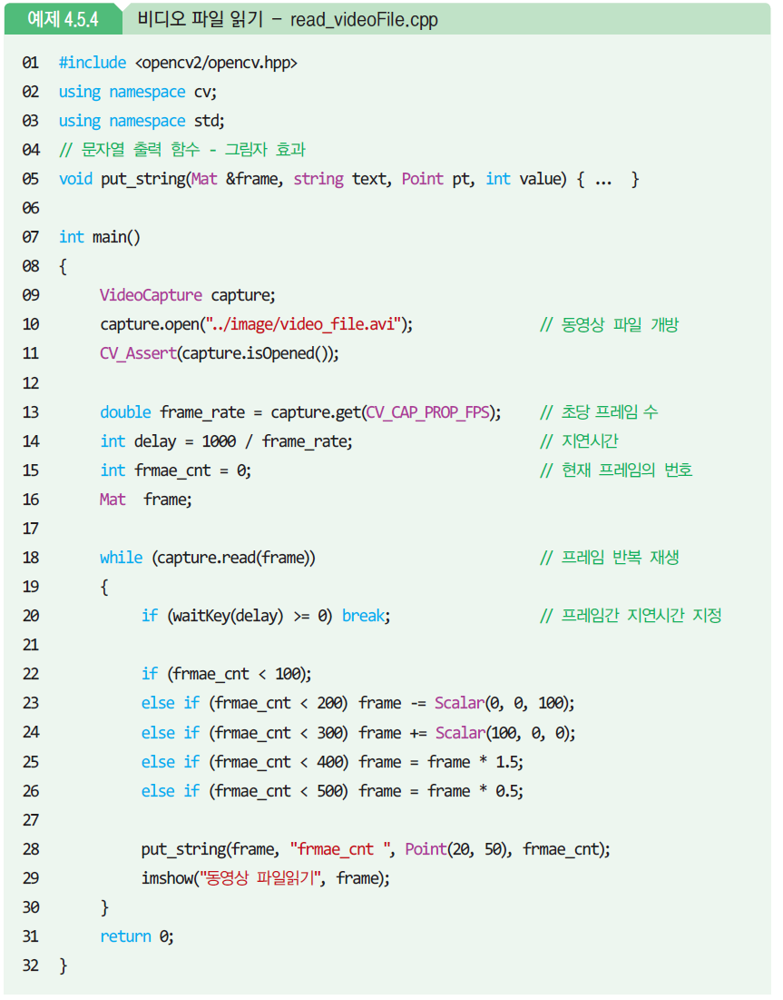 예제 4.5.4 비디오 파일 읽기 - read_videoFile.cpp
01 #include <opencv2/opencv.hpp>
02 using namespace cv;
03 using namespace std;
04 // 문자열 출력 함수 - 그림자 효과
05 void put_string(Mat &frame, string text, Point pt, int value) { ... }
06
07 int main()
08 {
09 VideoCapture capture;
10 capture.open("../image/video_file.avi"); // 동영상 파일 개방
11 CV_Assert(capture.isOpened());
12
13 double frame_rate = capture.get(CV_CAP_PROP_FPS); // 초당 프레임 수
14 int delay = 1000 / frame_rate; // 지연시간
15 int frmae_cnt = 0; // 현재 프레임의 번호
16 Mat frame;
17
18 while (capture.read(frame)) // 프레임 반복 재생
19 {
20 if (waitKey(delay) >= 0) break; // 프레임간 지연시간 지정
21
22 if (frmae_cnt < 100);
23 else if (frmae_cnt < 200) frame -= Scalar(0, 0, 100);
24 else if (frmae_cnt < 300) frame += Scalar(100, 0, 0);
25 else if (frmae_cnt < 400) frame = frame * 1.5;
26 else if (frmae_cnt < 500) frame = frame * 0.5;
27
28 put_string(frame, "frmae_cnt ", Point(20, 50), frmae_cnt);
29 imshow("동영상 파일읽기", frame);
30 }
31 return 0;
32 }